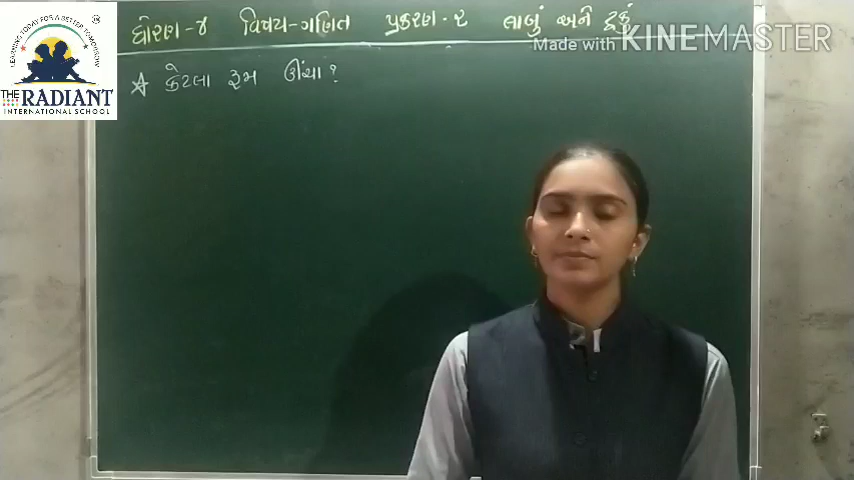 ધોરણ-૪ વિષય-ગણિત પ્રકરણ-૨ લાબું અને ટૂકું
Made with KINEMASTER
☆ કેટલા રૂમ ઊંચા?
LEARNING TODAY FOR A BETTER TOMORROW
THE RADIANT
INTERNATIONAL SCHOOL